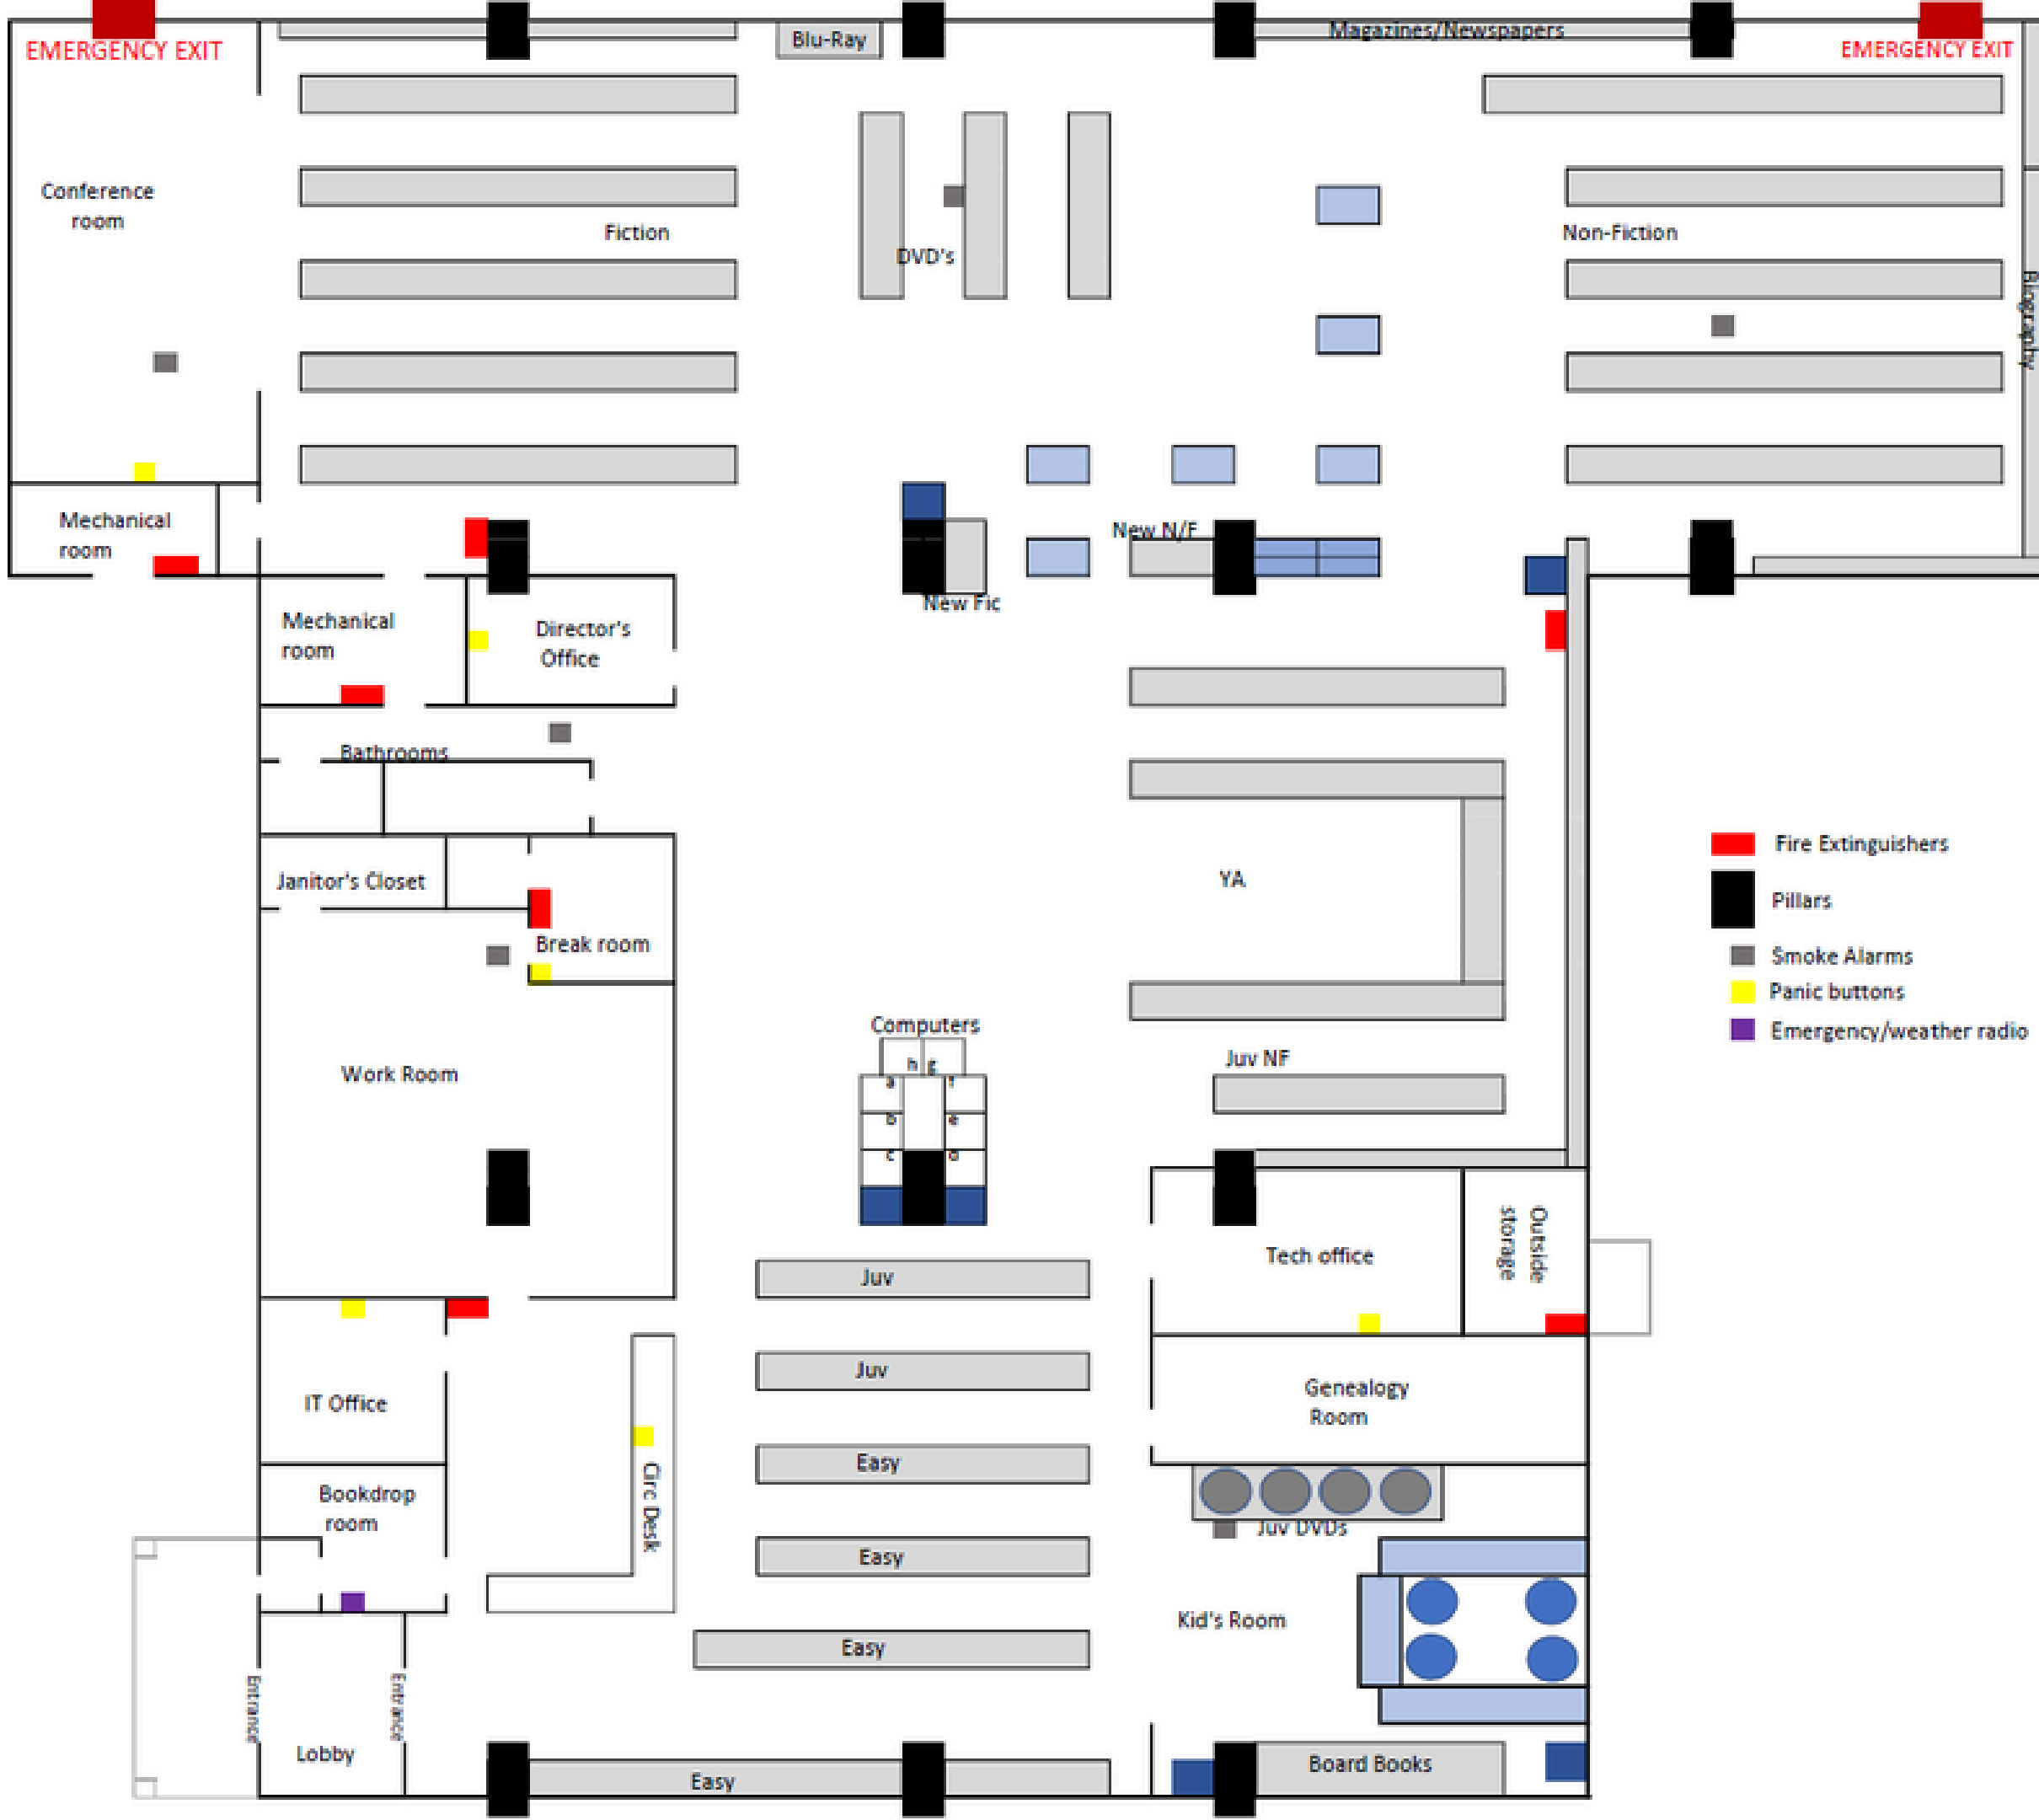 EMERGENCY EXIT
Blu-Ray
Magazines/Newspapers
EMERGENCY EXIT
Conference
room
Fiction
DVD's
Non-Fiction
Biography
Mechanical
room
New N/F
New Fic
Mechanical
room
Director's
Office
Bathrooms
Janitor's Closet
Break room
YA
Fire Extinguishers
Pillars
Smoke Alarms
Panic buttons
Emergency/weather radio
Computers
h g
a f
b e
c d
Juv NF
Work Room
Tech office
Outside
storage
Juv
Juv
IT Office
Genealogy
Room
Easy
Circ Desk
Bookdrop
room
Juv DVDs
Easy
Kid's Room
Easy
Entrance
Entrance
Lobby
Easy
Board Books